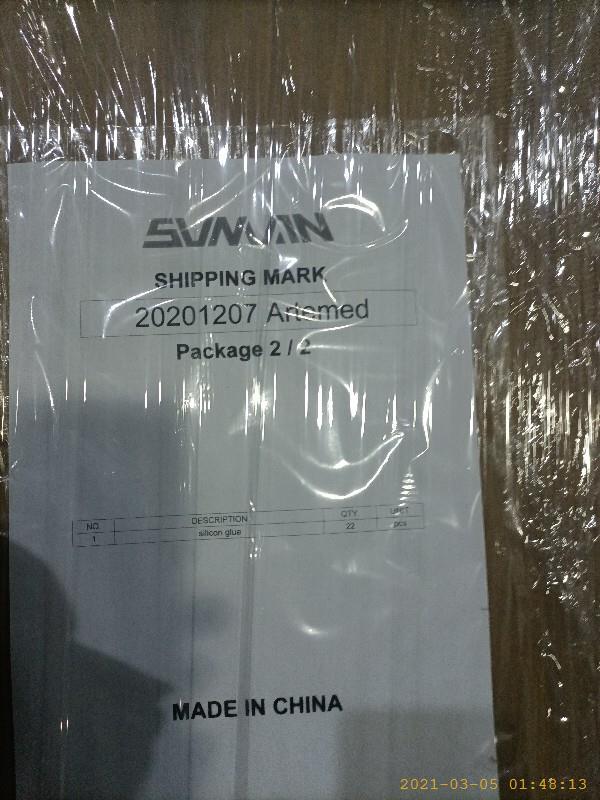 SUNVAN
SHIPPING MARK
20201207 Artemed
Package 2 / 2
NO. DESCRIPTION QTY. UNIT
1 silicon glue 22 pcs
MADE IN CHINA
2021-03-05 01:48:13